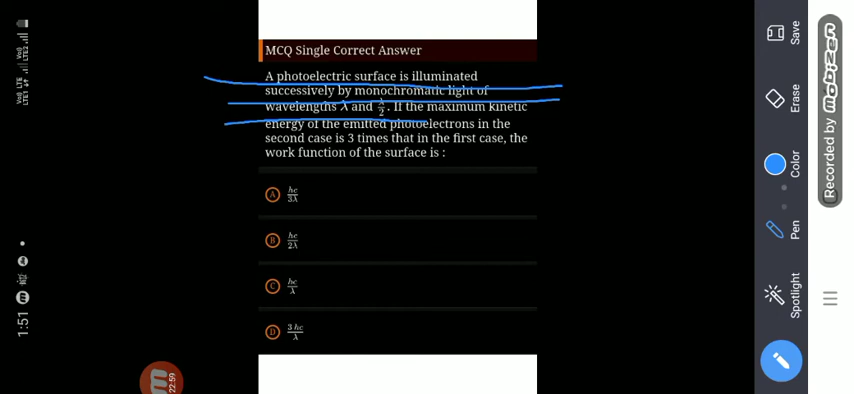 MCQ Single Correct Answer
A photoelectric surface is illuminated
successively by monochromatic light of
wavelengths λ and λ/2. If the maximum kinetic
energy of the emitted photoelectrons in the
second case is 3 times that in the first case, the
work function of the surface is :
A hc/3λ
B hc/2λ
C hc/λ
D 3 hc/λ
1:51
22:59
Save
Erase
Color
Pen
Spotlight
Recorded by